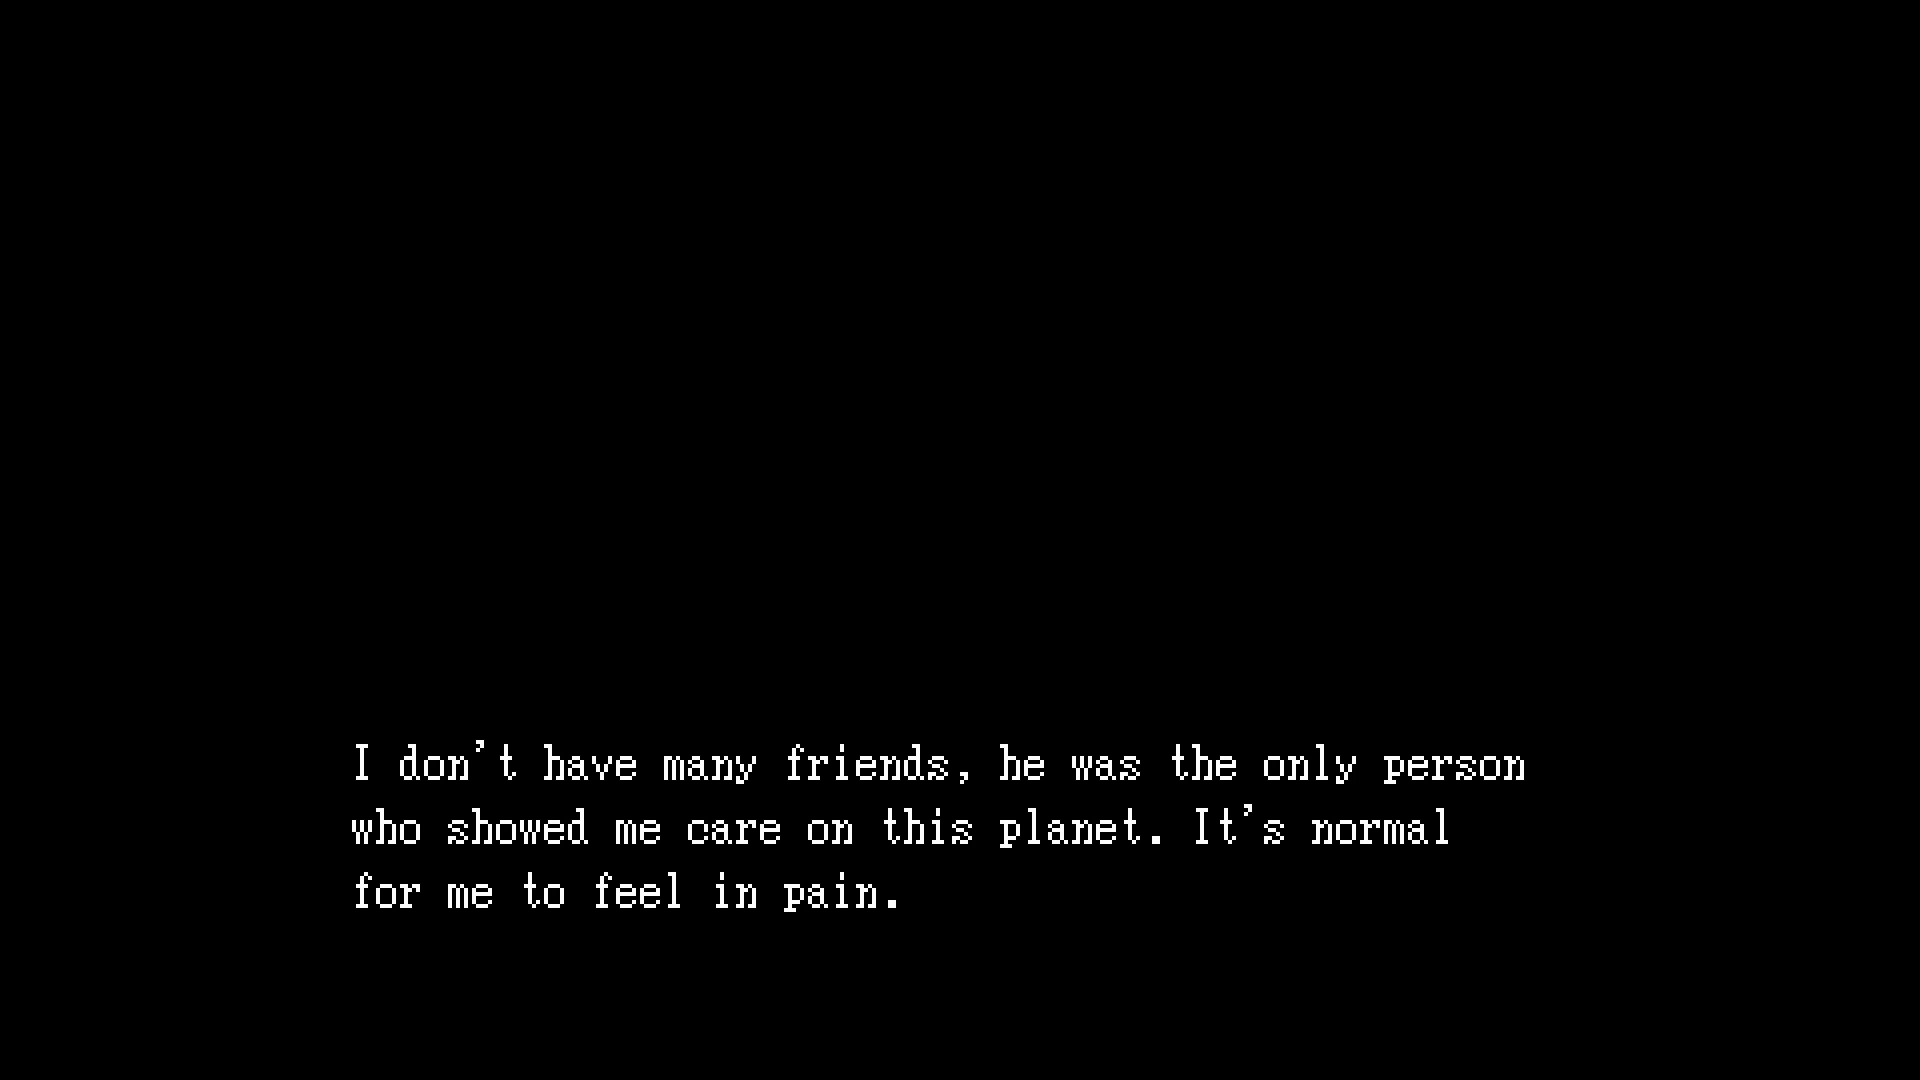 I don't have many friends, he was the only person
who showed me care on this planet. It's normal
for me to feel in pain.